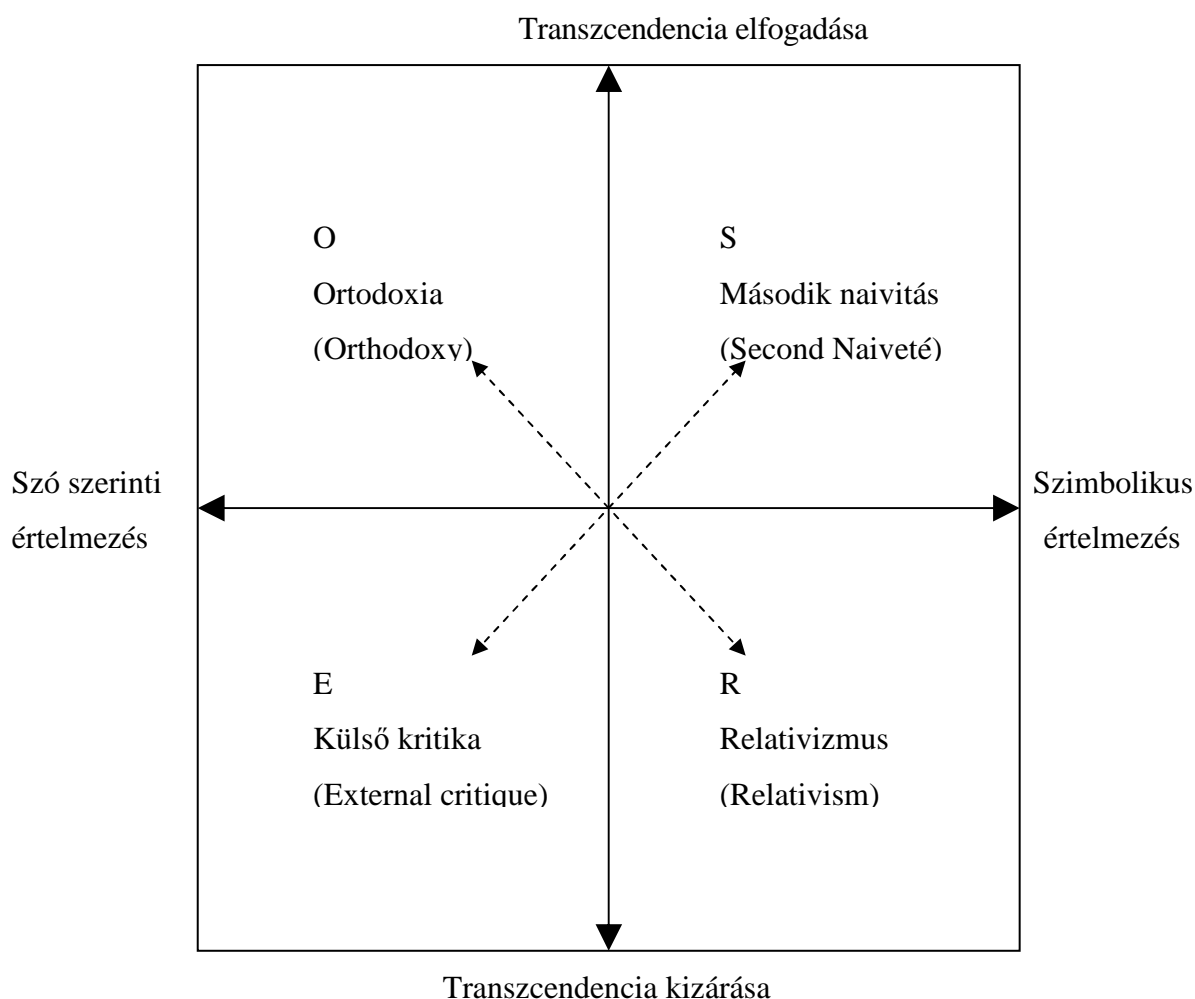 Transzcendencia elfogadása
O
Ortodoxia
(Orthodoxy)
S
Második naivitás
(Second Naiveté)
Szó szerinti
értelmezés
Szimbolikus
értelmezés
E
Külső kritika
(External critique)
R
Relativizmus
(Relativism)
Transzcendencia kizárása